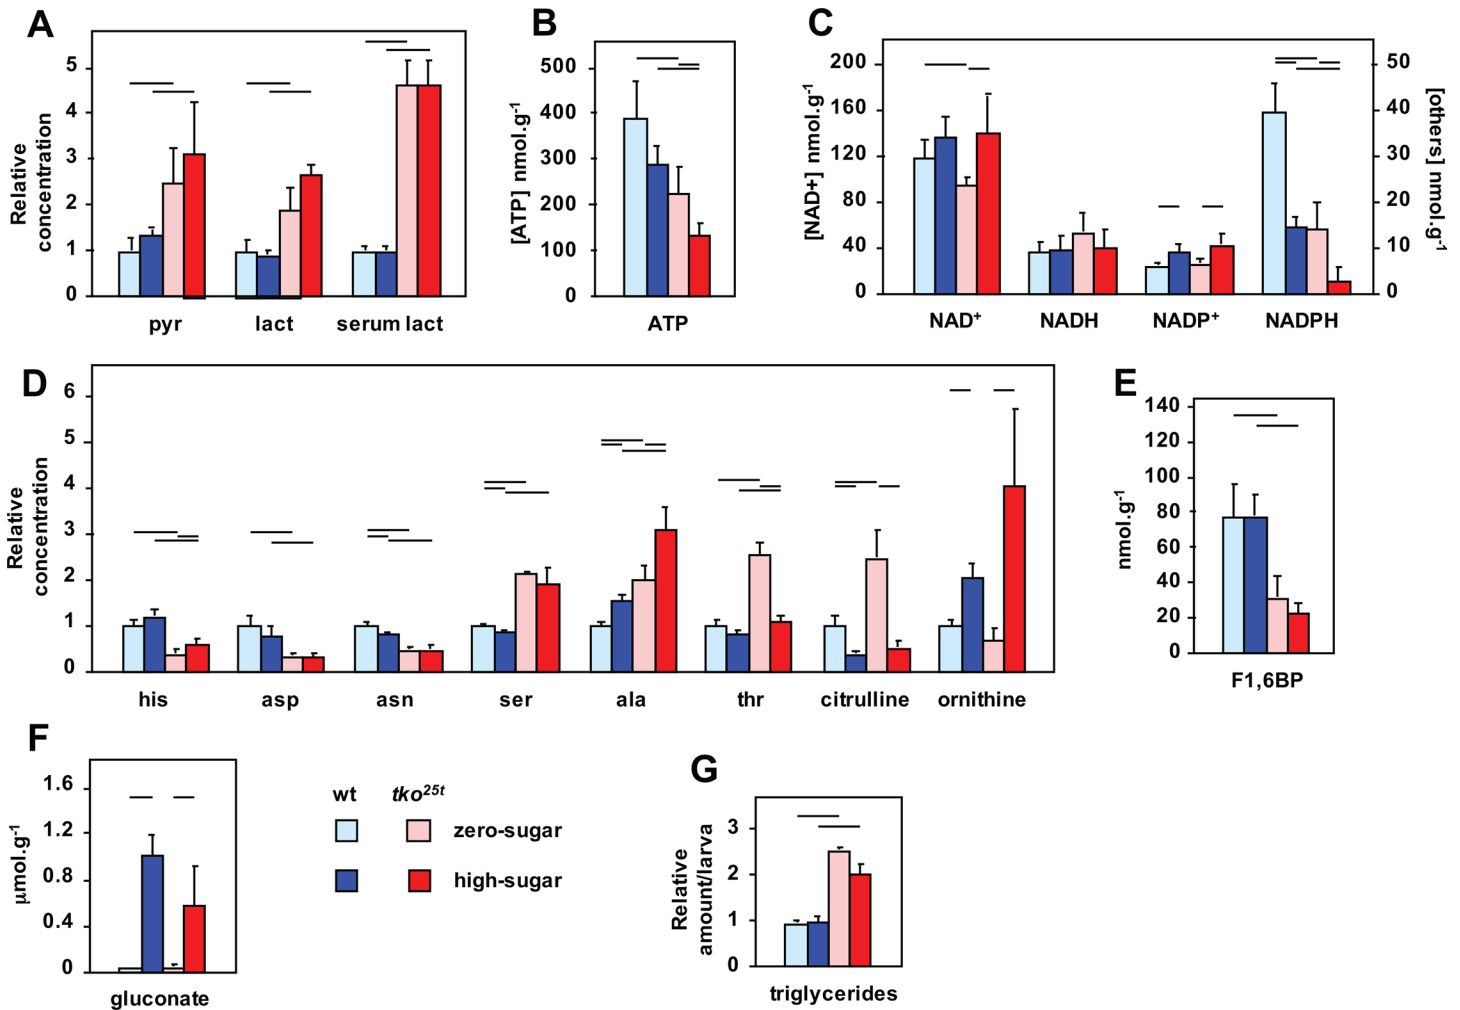 A
Relative
concentration
5
4
3
2
1
0
pyr
lact
serum lact
B
[ATP] nmol.g-1
500
400
300
200
100
0
ATP
C
[NAD+] nmol.g-1
200
160
120
80
40
0
50
40
30
20
10
0
[others] nmol.g-1
NAD+
NADH
NADP+
NADPH
D
Relative
concentration
6
5
4
3
2
1
0
his
asp
asn
ser
ala
thr
citrulline
ornithine
E
nmol.g-1
140
120
100
80
60
40
20
0
F1,6BP
F
μmol.g-1
1.6
1.2
0.8
0.4
0
gluconate
wt
tko25t
zero-sugar
high-sugar
G
Relative
amount/larva
3
2
1
0
triglycerides